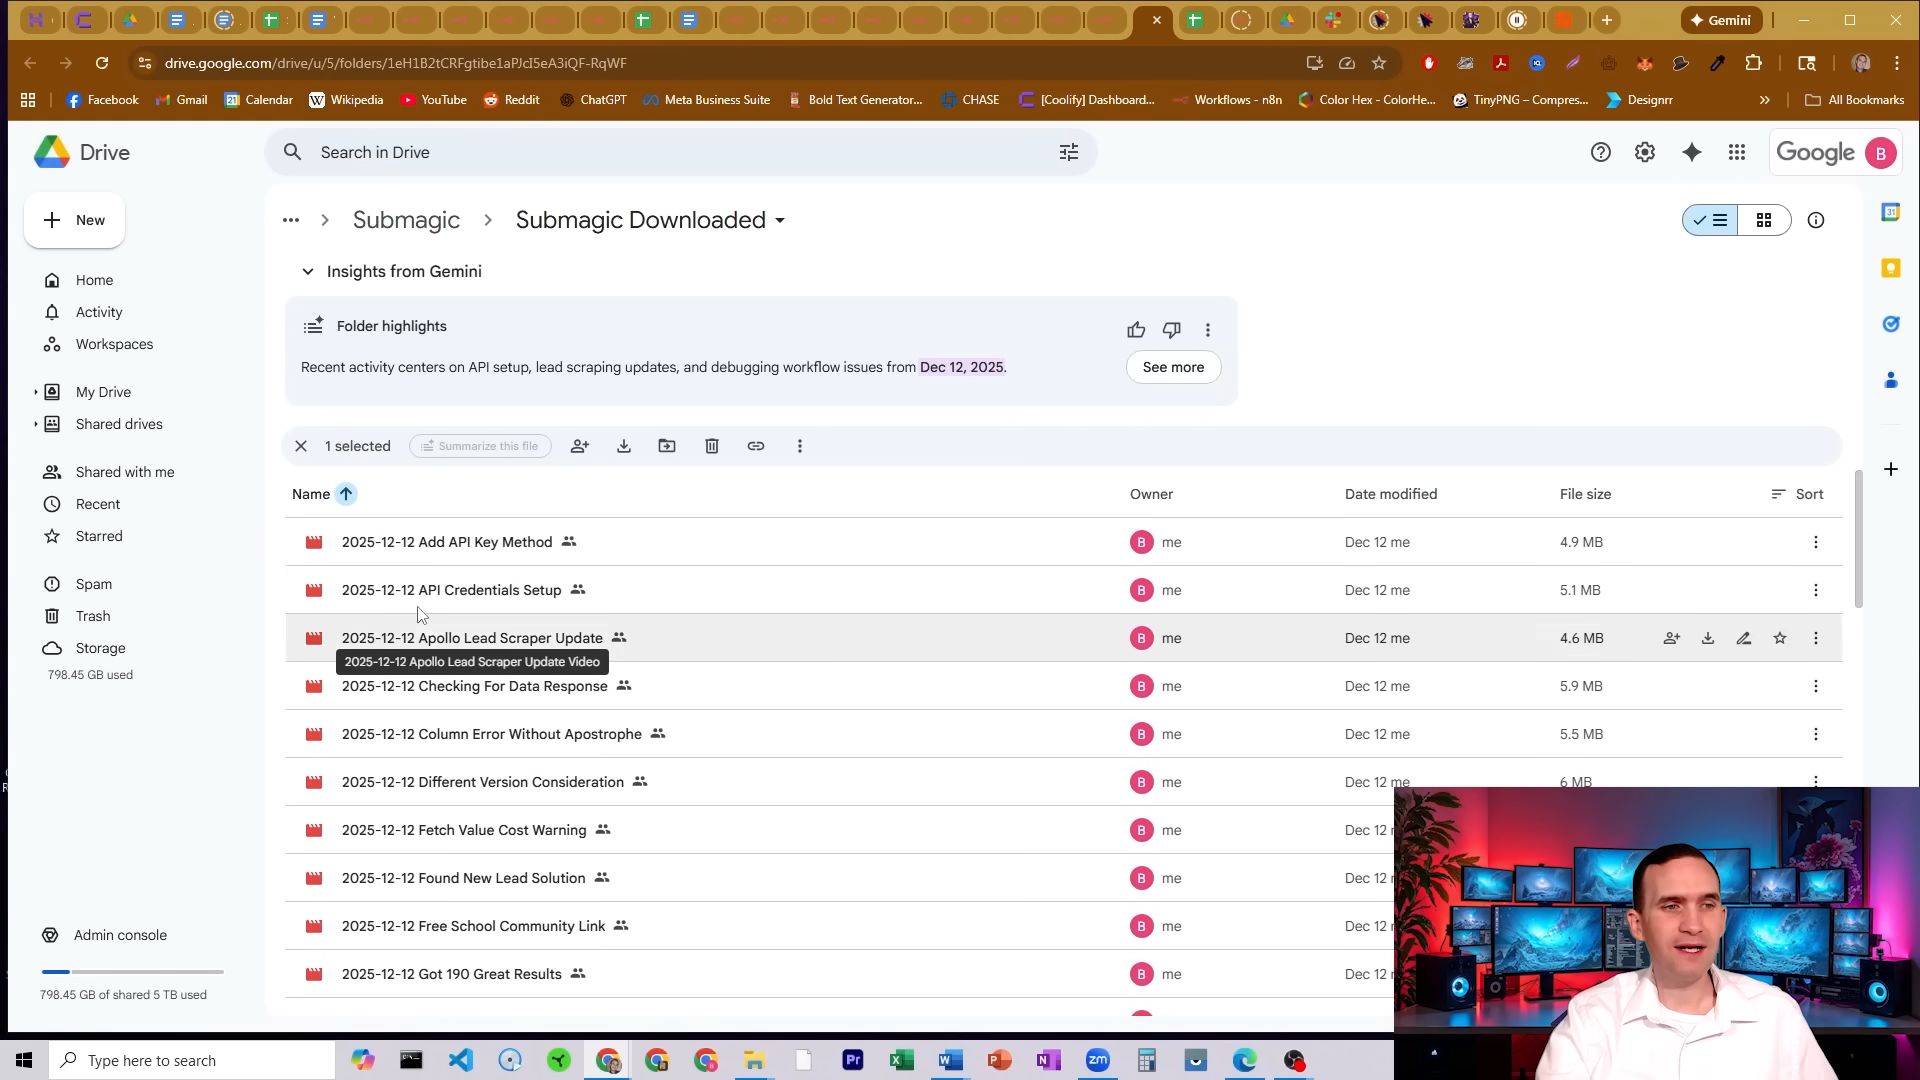 Gemini
drive.google.com/drive/u/5/folders/1eH1B2tCRFgtibe1aPJcI5eA3iQF-RqWF
Facebook
Gmail
Calendar
Wikipedia
YouTube
Reddit
ChatGPT
Meta Business Suite
Bold Text Generator...
CHASE
[Coolify] Dashboard...
Workflows - n8n
Color Hex - ColorHe...
TinyPNG – Compres...
Designrr
All Bookmarks
Drive
Search in Drive
Google
B
New
Submagic
Submagic Downloaded
Insights from Gemini
Home
Activity
Workspaces
My Drive
Shared drives
Shared with me
Recent
Starred
Spam
Trash
Storage
798.45 GB used
Admin console
798.45 GB of shared 5 TB used
Folder highlights
Recent activity centers on API setup, lead scraping updates, and debugging workflow issues from Dec 12, 2025.
See more
1 selected
Summarize this file
Name Owner Date modified File size Sort
2025-12-12 Add API Key Method B me Dec 12 me 4.9 MB
2025-12-12 API Credentials Setup B me Dec 12 me 5.1 MB
2025-12-12 Apollo Lead Scraper Update B me Dec 12 me 4.6 MB
2025-12-12 Apollo Lead Scraper Update Video
2025-12-12 Checking For Data Response B me Dec 12 me 5.9 MB
2025-12-12 Column Error Without Apostrophe B me Dec 12 me 5.5 MB
2025-12-12 Different Version Consideration B me Dec 12 me 6 MB
2025-12-12 Fetch Value Cost Warning B me Dec 12
2025-12-12 Found New Lead Solution B me Dec 12
2025-12-12 Free School Community Link B me Dec 12
2025-12-12 Got 190 Great Results B me Dec 12
Type here to search